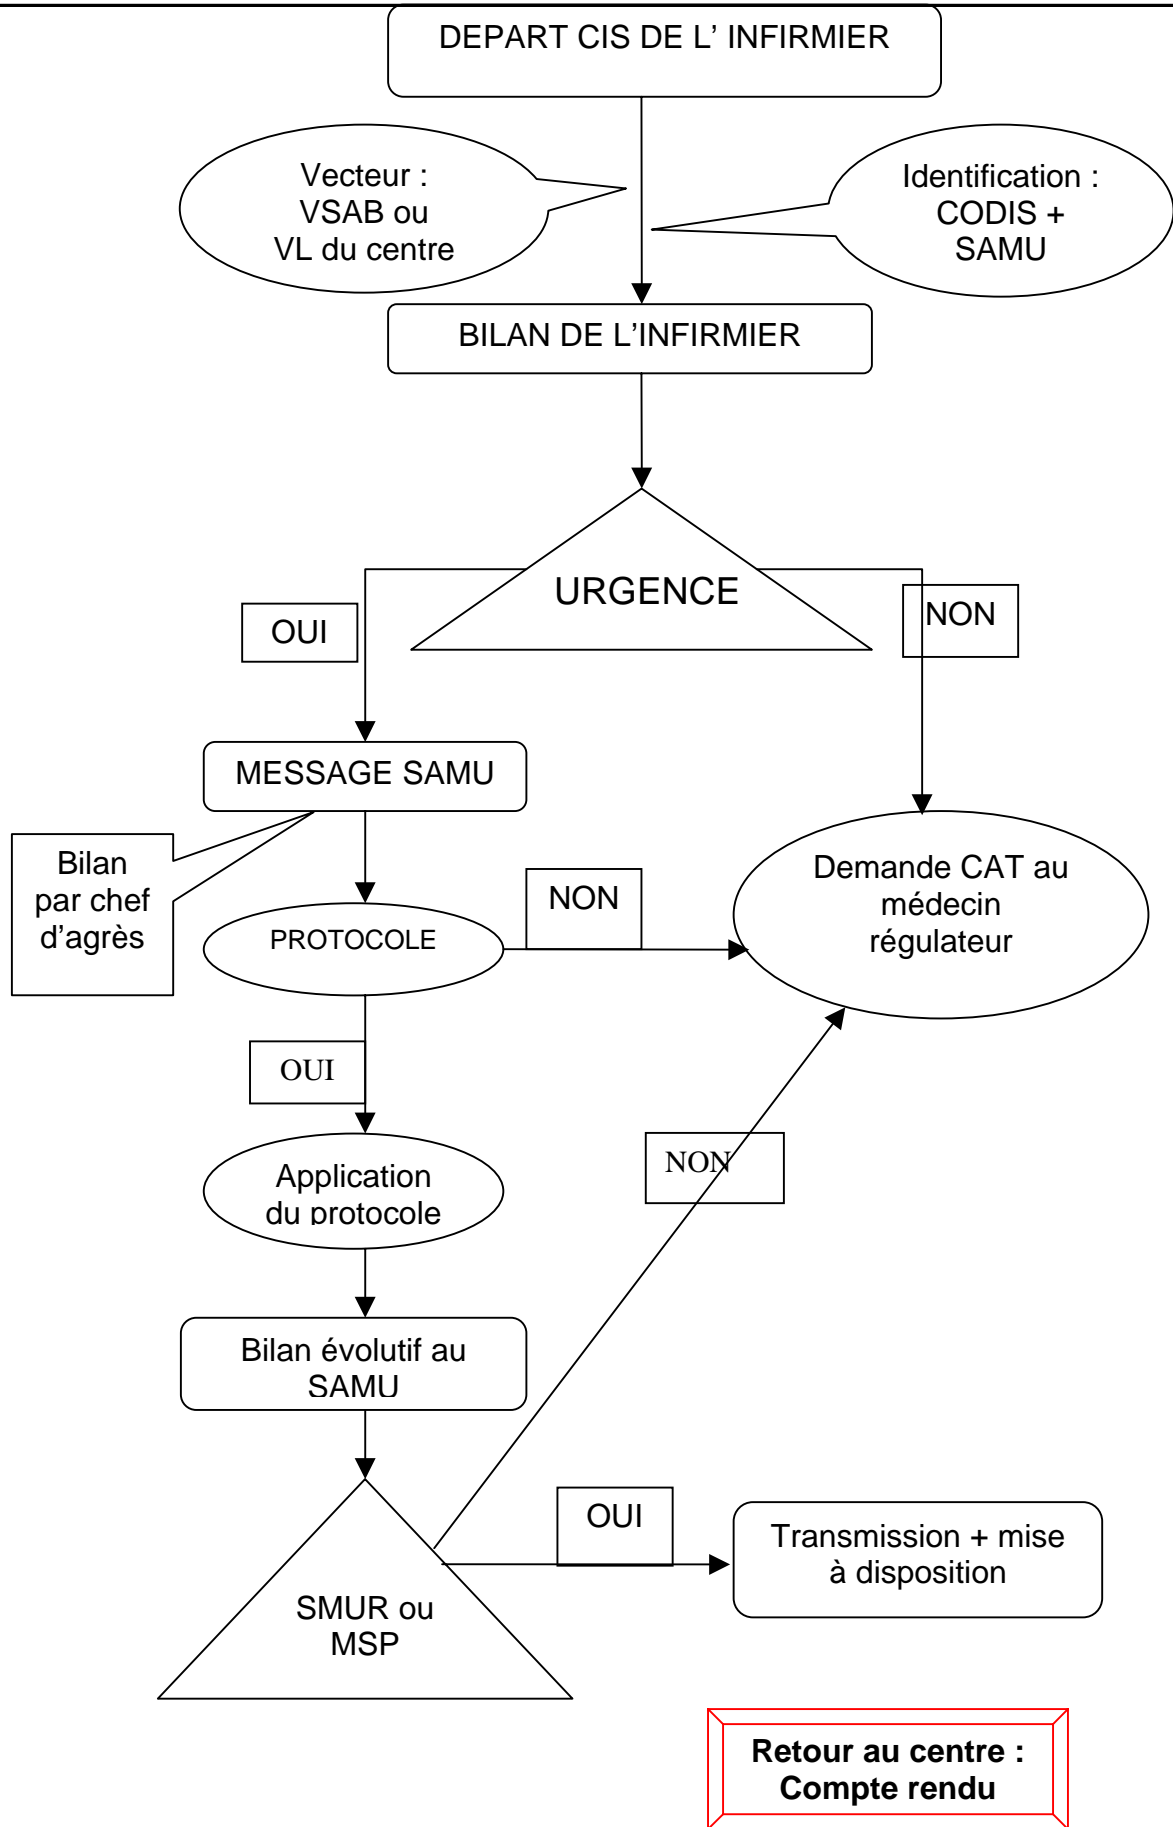 DEPART CIS DE L' INFIRMIER
Vecteur :
VSAB ou
VL du centre
Identification :
CODIS +
SAMU
BILAN DE L'INFIRMIER
URGENCE
OUI
NON
MESSAGE SAMU
Bilan
par chef
d'agrès
PROTOCOLE
NON
Demande CAT au
médecin
régulateur
OUI
Application
du protocole
NON
Bilan évolutif au
SAMU
OUI
Transmission + mise
à disposition
SMUR ou
MSP
Retour au centre :
Compte rendu